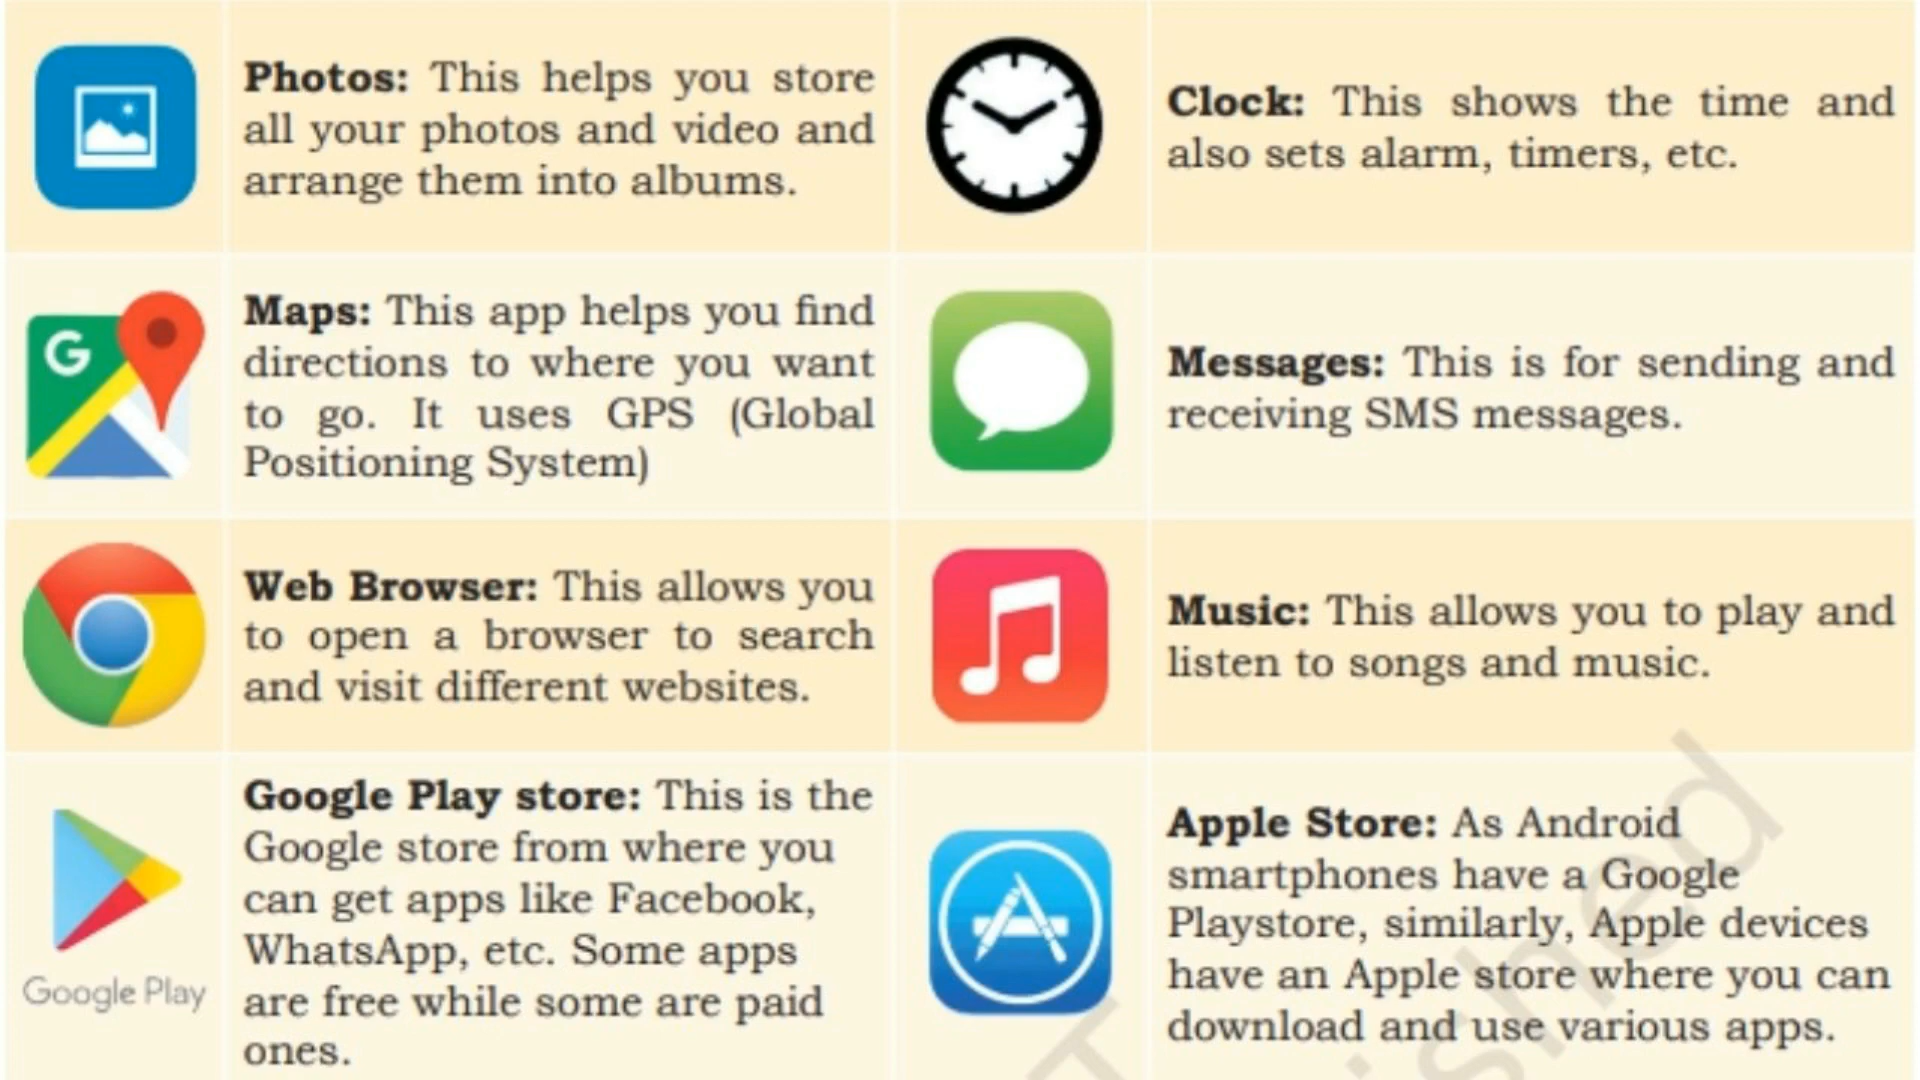 Photos: This helps you store
all your photos and video and
arrange them into albums.
Clock: This shows the time and
also sets alarm, timers, etc.
G
Maps: This app helps you find
directions to where you want
to go. It uses GPS (Global
Positioning System)
Messages: This is for sending and
receiving SMS messages.
Web Browser: This allows you
to open a browser to search
and visit different websites.
Music: This allows you to play and
listen to songs and music.
Google Play
Google Play store: This is the
Google store from where you
can get apps like Facebook,
WhatsApp, etc. Some apps
are free while some are paid
ones.
Apple Store: As Android
smartphones have a Google
Playstore, similarly, Apple devices
have an Apple store where you can
download and use various apps.